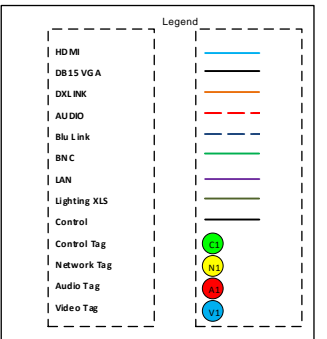 Legend
HDMI
DB15 VGA
DXLINK
AUDIO
Blu Link
BNC
LAN
Lighting XLS
Control
Control Tag C1
Network Tag N1
Audio Tag A1
Video Tag V1